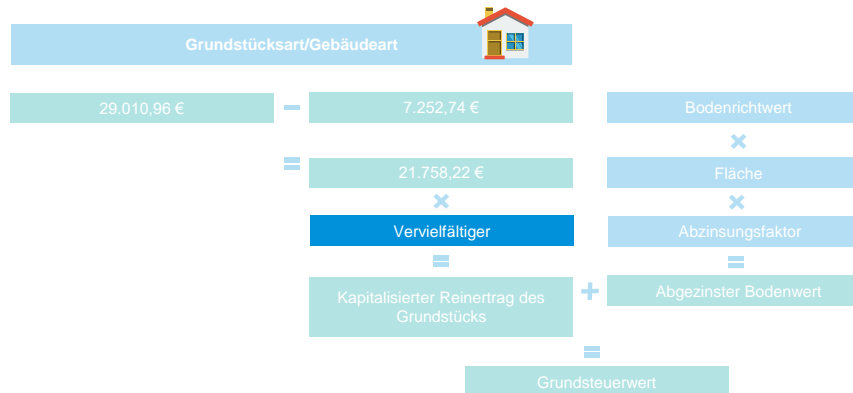 Grundstücksart/Gebäudeart
29.010,96 €
7.252,74 €
Bodenrichtwert
21.758,22 €
Fläche
Vervielfältiger
Abzinsungsfaktor
Kapitalisierter Reinertrag des
Grundstücks
Abgezinster Bodenwert
Grundsteuerwert